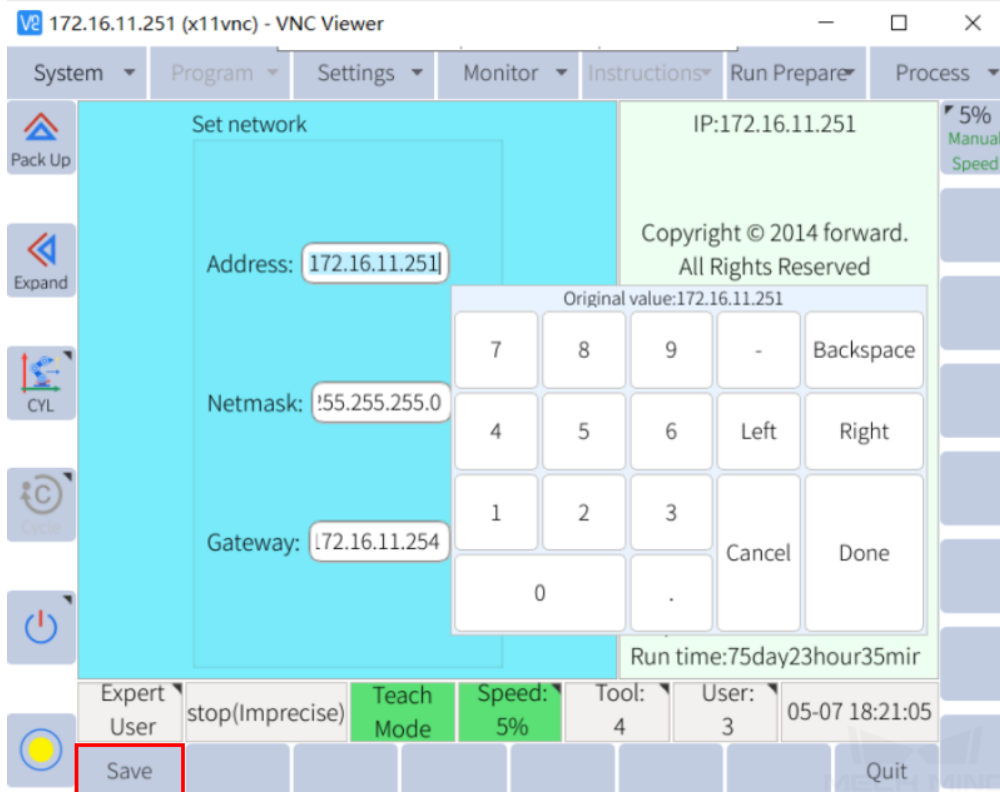 172.16.11.251 (x11vnc) - VNC Viewer
System Program Settings Monitor Instructions Run Prepare Process
Pack Up
Expand
CYL
Cycle
Set network
Address: 172.16.11.251
Netmask: 255.255.255.0
Gateway: 172.16.11.254
IP:172.16.11.251
Copyright © 2014 forward.
All Rights Reserved
Original value:172.16.11.251
7 8 9 - Backspace
4 5 6 Left Right
1 2 3 Cancel Done
0 .
Run time:75day23hour35mir
5%
Manual
Speed
Expert User
stop(Imprecise)
Teach Mode
Speed: 5%
Tool: 4
User: 3
05-07 18:21:05
Save
Quit
MECH MIND